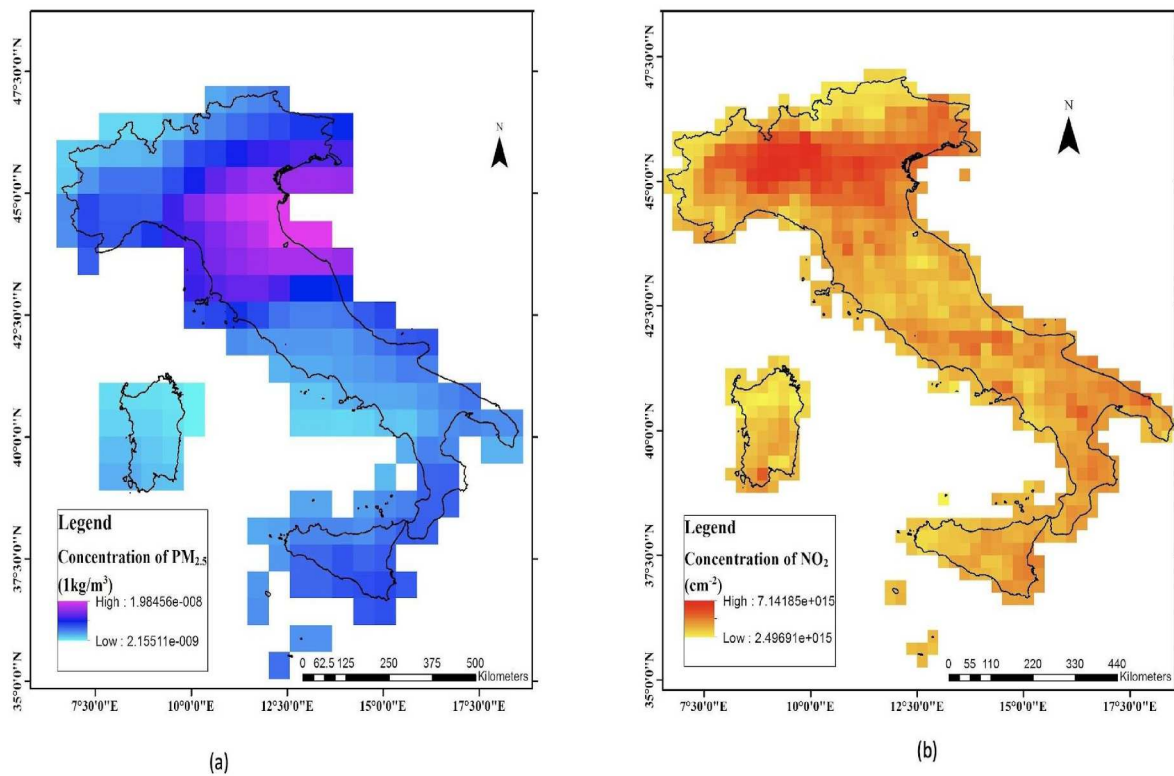 47°30'0"N
45°0'0"N
42°30'0"N
40°0'0"N
37°30'0"N
35°0'0"N
N
Legend
Concentration of PM2.5
(1kg/m3)
High : 1.98456e-008
Low : 2.15511e-009
0 62.5 125 250 375 500
Kilometers
7°30'0"E 10°0'0"E 12°30'0"E 15°0'0"E 17°30'0"E
(a)
47°30'0"N
45°0'0"N
42°30'0"N
40°0'0"N
37°30'0"N
35°0'0"N
N
Legend
Concentration of NO2
(cm-2)
High : 7.14185e+015
Low : 2.49691e+015
0 55 110 220 330 440
Kilometers
7°30'0"E 10°0'0"E 12°30'0"E 15°0'0"E 17°30'0"E
(b)